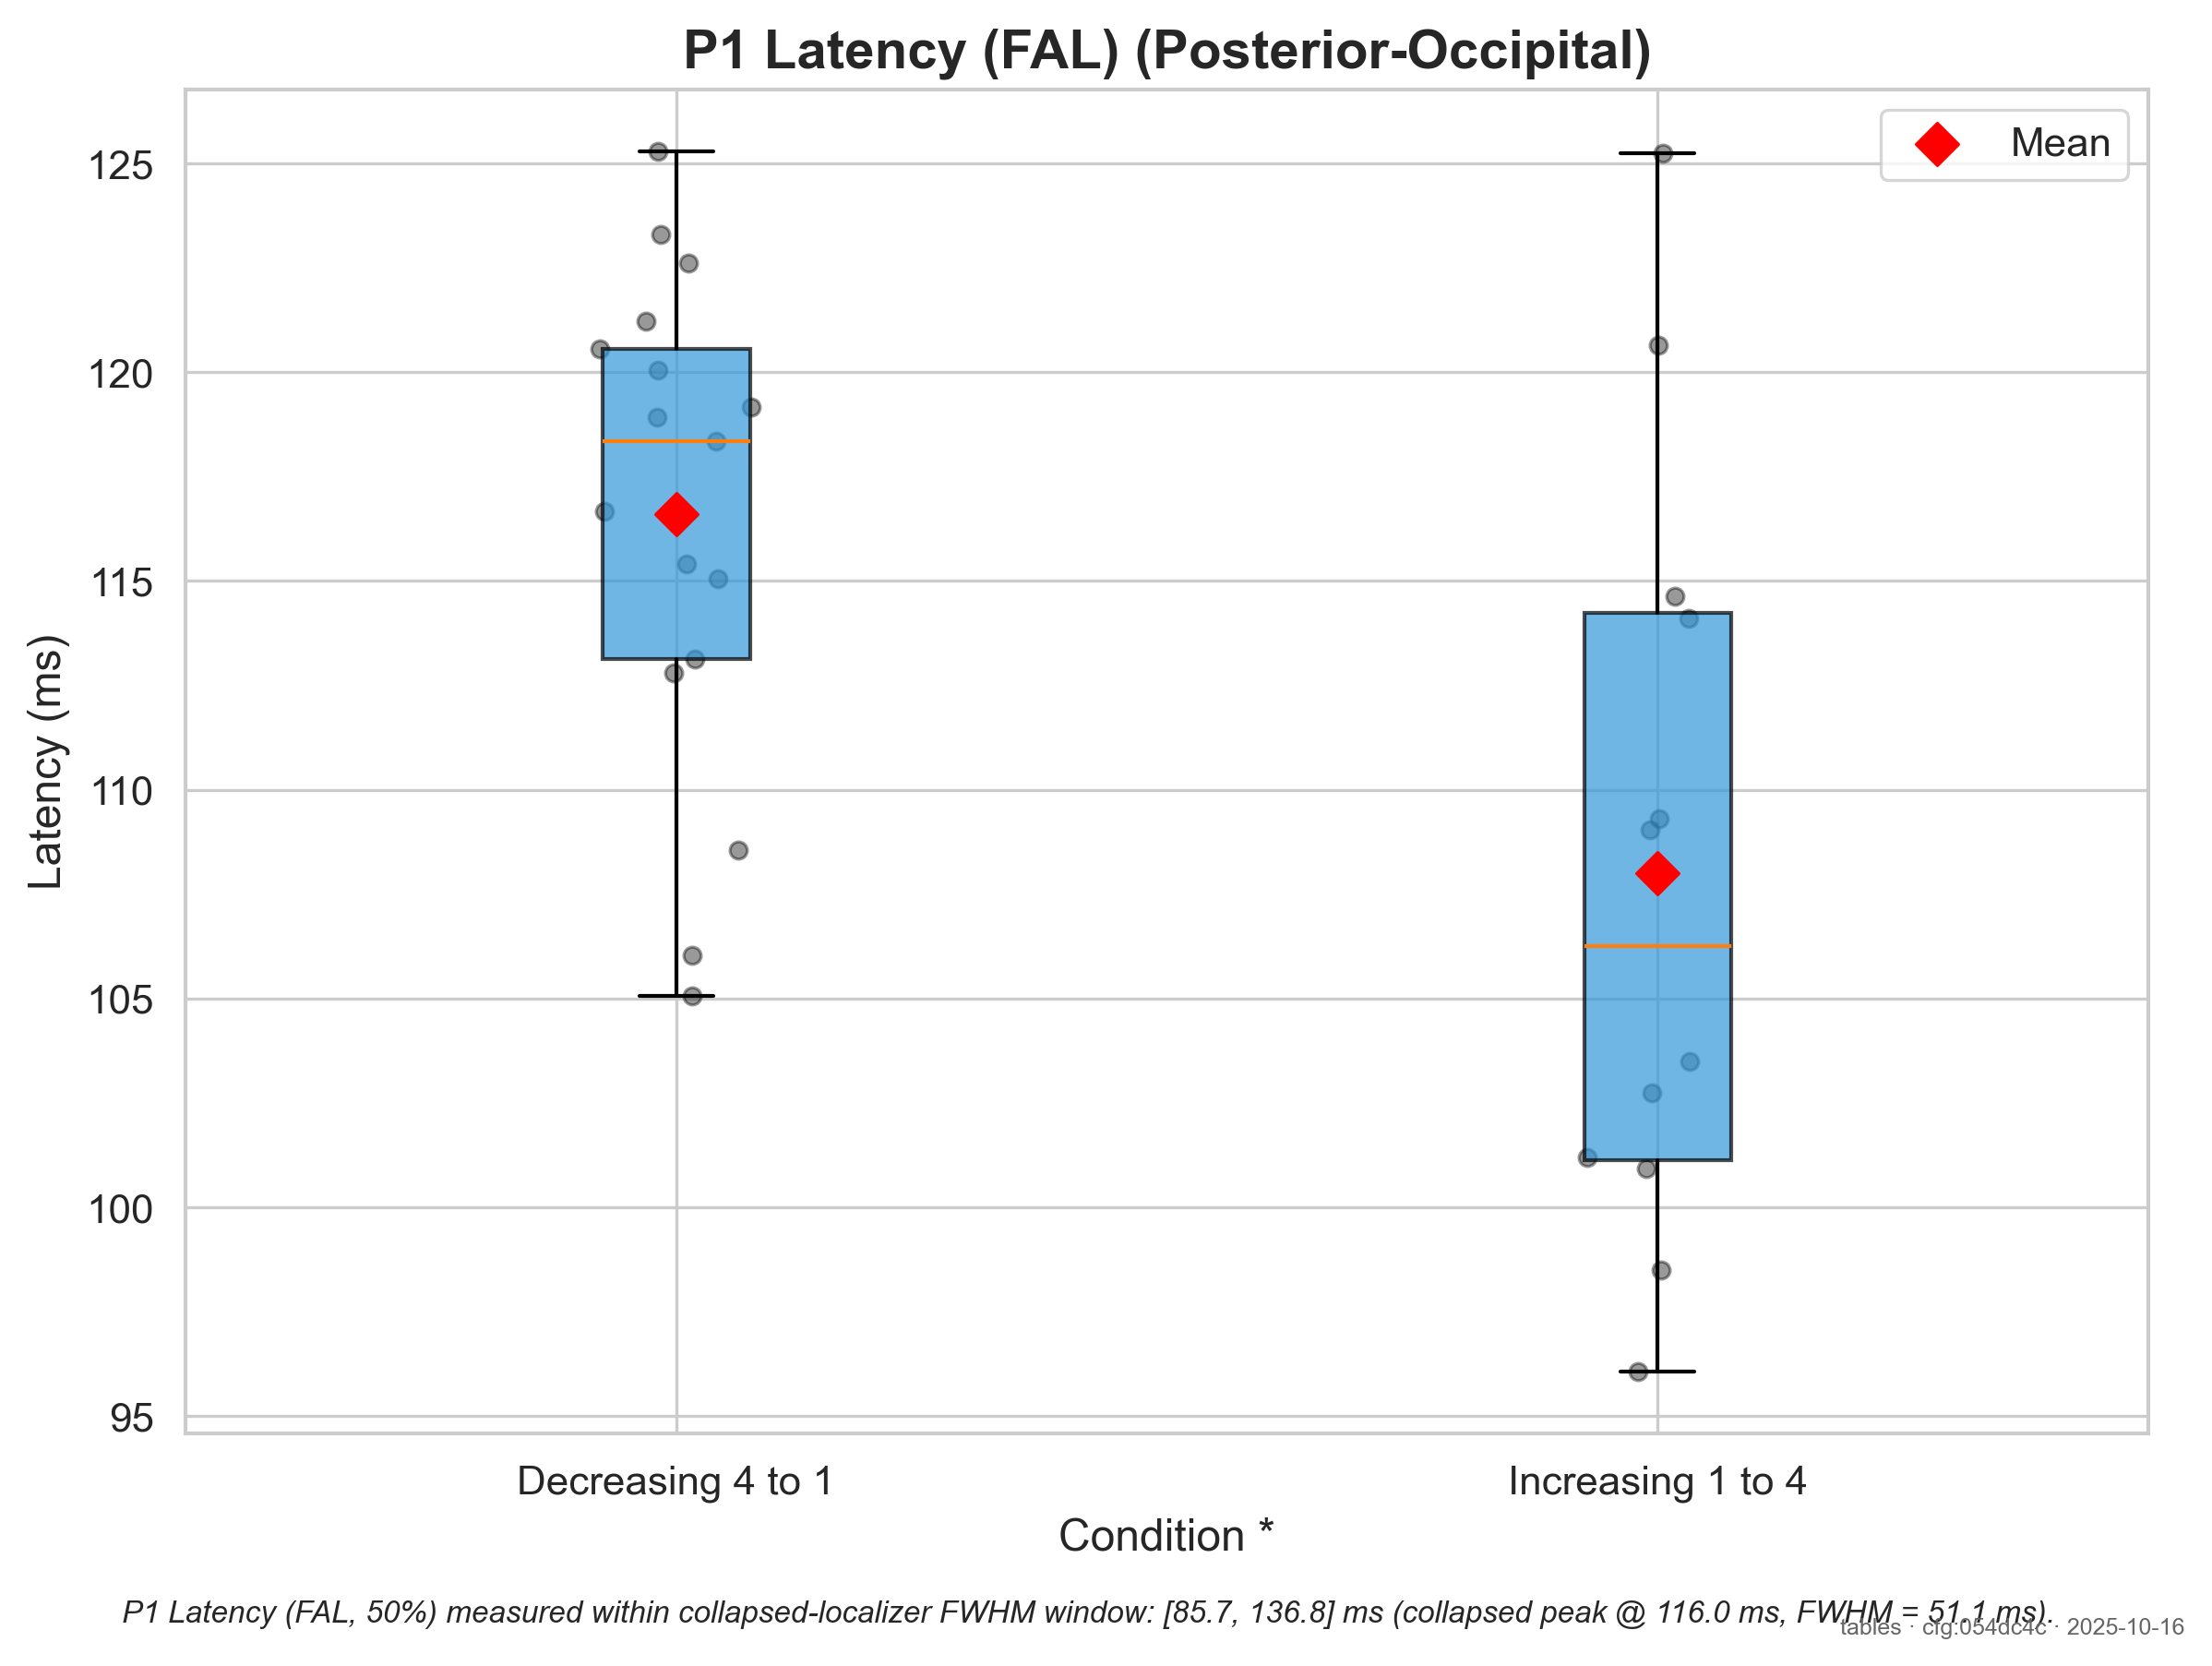 P1 Latency (FAL) (Posterior-Occipital)
Mean
125
120
115
110
105
100
95
Latency (ms)
Decreasing 4 to 1
Increasing 1 to 4
Condition *
P1 Latency (FAL, 50%) measured within collapsed-localizer FWHM window: [85.7, 136.8] ms (collapsed peak @ 116.0 ms, FWHM = 51.1 ms).
tables · cfg:054dc4c · 2025-10-16